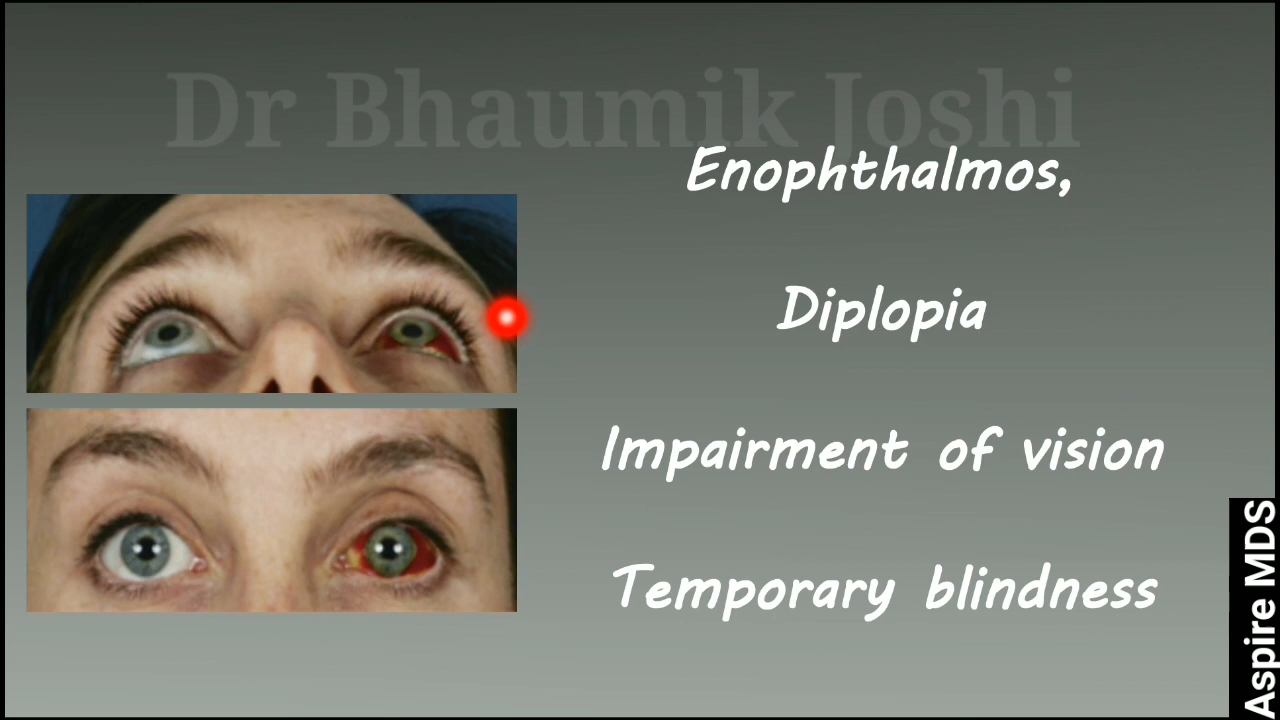 Dr Bhaumik Joshi
Enophthalmos,
Diplopia
Impairment of vision
Temporary blindness
Aspire MDS